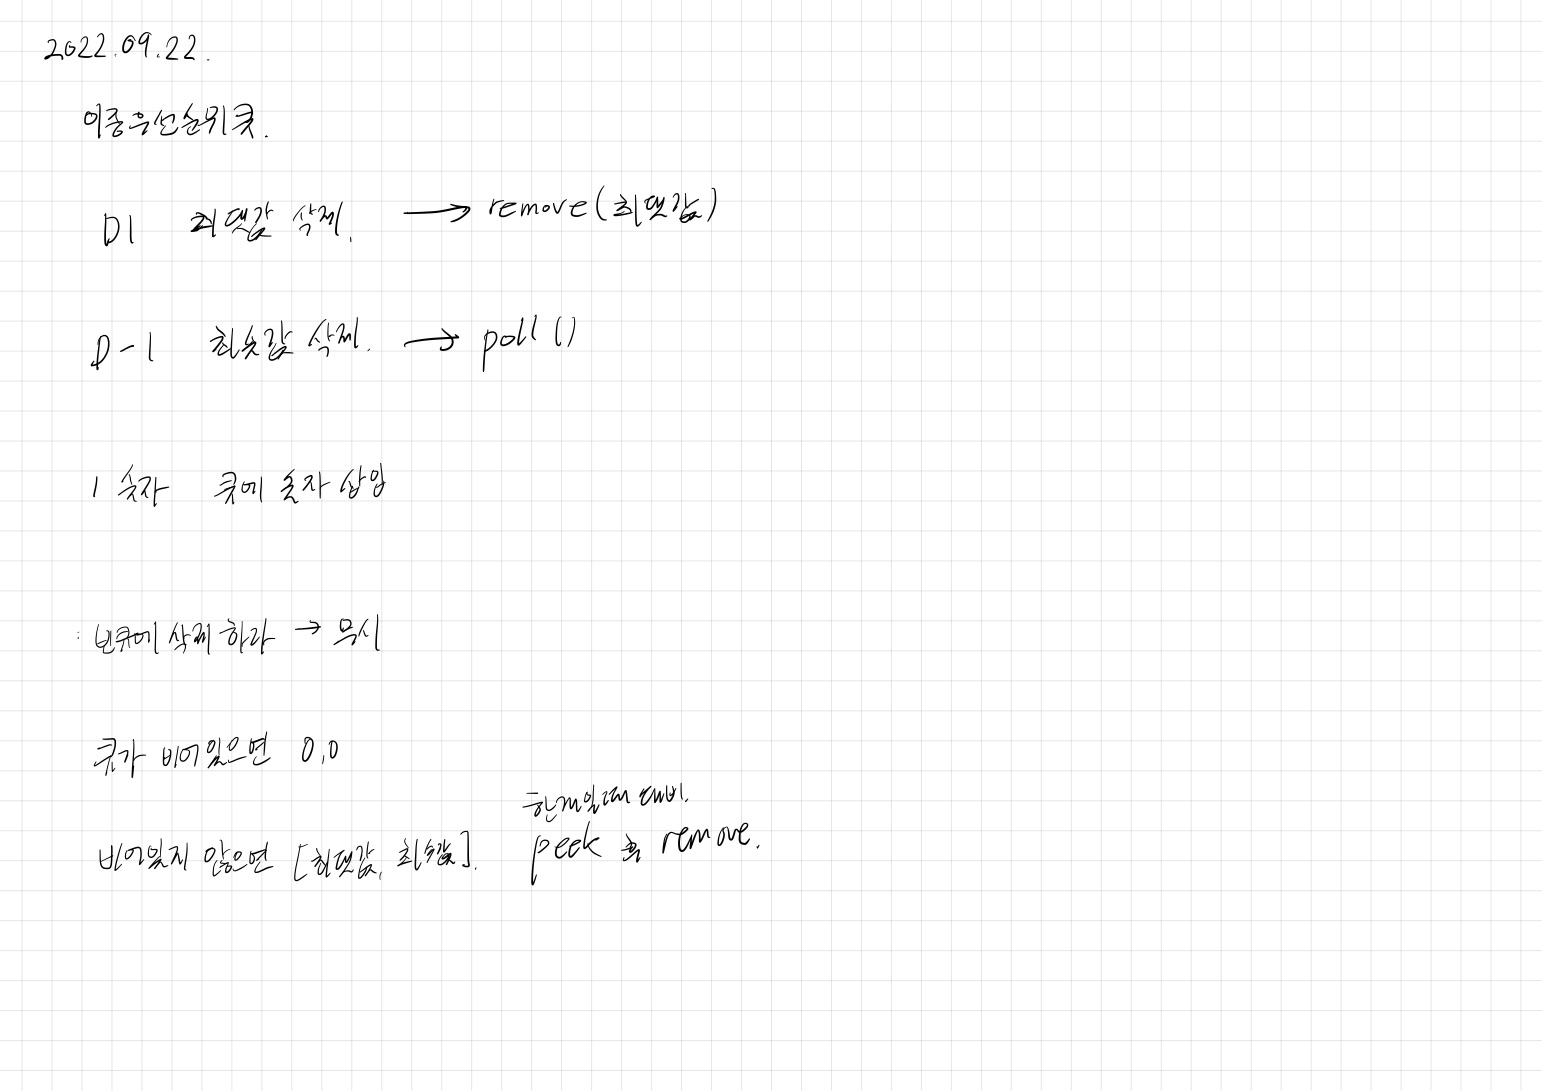 2022.09.22.
이중우선순위큐.
D1 최댓값 삭제. → remove(최댓값)
D-1 최솟값 삭제. → poll()
1 숫자 큐에 숫자 삽입
: 빈큐에 삭제 하라 → 무시
큐가 비어있으면 0,0
한개일때 대비.
비어있지 않으면 [최댓값, 최솟값]. peek 후 remove.